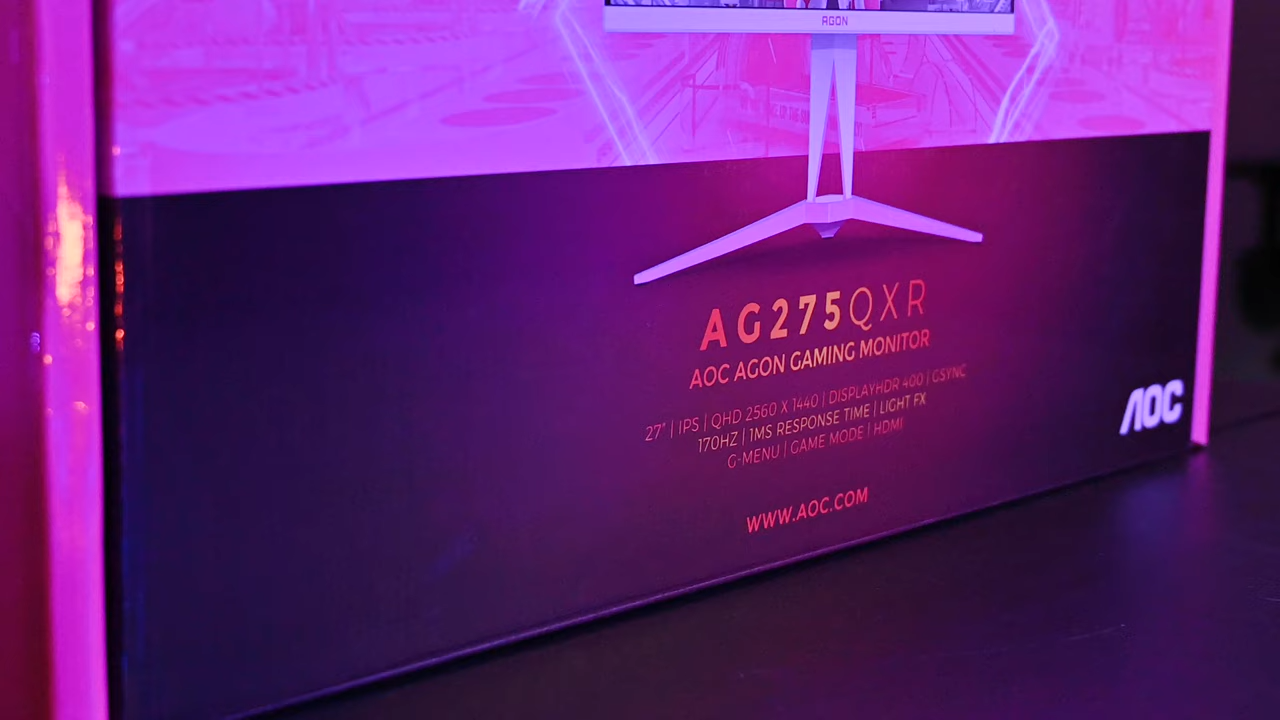 AGON
AG275QXR
AOC AGON GAMING MONITOR
27" | IPS | QHD 2560 X 1440 | DISPLAYHDR 400 | GSYNC
170HZ | 1MS RESPONSE TIME | LIGHT FX
G-MENU | GAME MODE | HDMI
AOC
WWW.AOC.COM